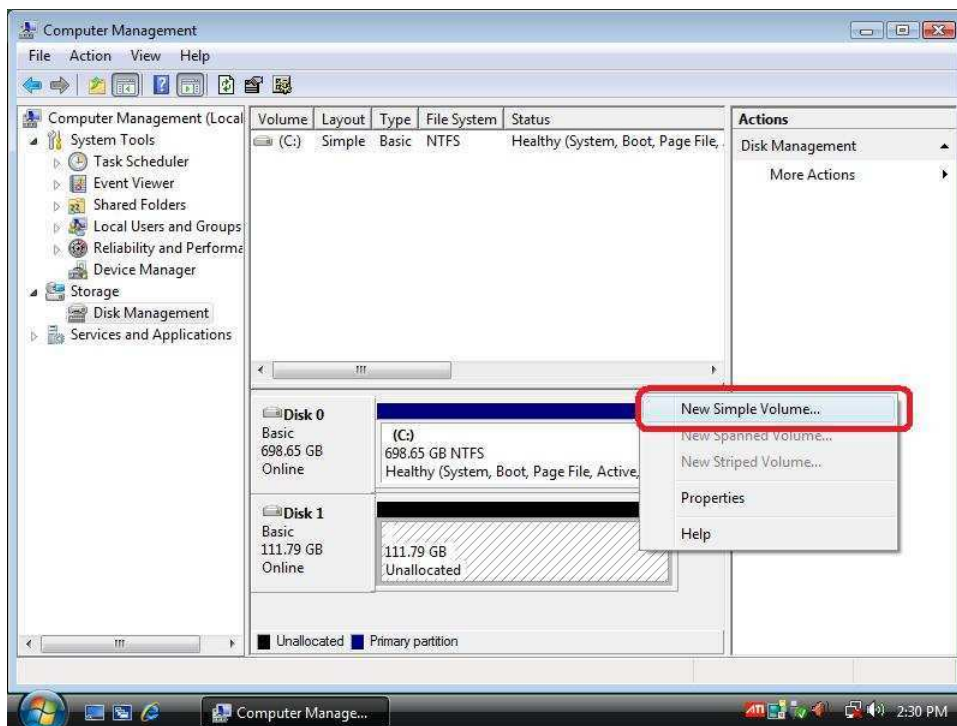 Computer Management
File Action View Help
Computer Management (Local
System Tools
Task Scheduler
Event Viewer
Shared Folders
Local Users and Groups
Reliability and Performa
Device Manager
Storage
Disk Management
Services and Applications
Volume Layout Type File System Status
(C:) Simple Basic NTFS Healthy (System, Boot, Page File,
Disk 0
Basic
698.65 GB
Online
(C:)
698.65 GB NTFS
Healthy (System, Boot, Page File, Active,
Disk 1
Basic
111.79 GB
Online
111.79 GB
Unallocated
Unallocated Primary partition
New Simple Volume...
New Spanned Volume...
New Striped Volume...
Properties
Help
Actions
Disk Management
More Actions
Computer Manage...
ATI
2:30 PM